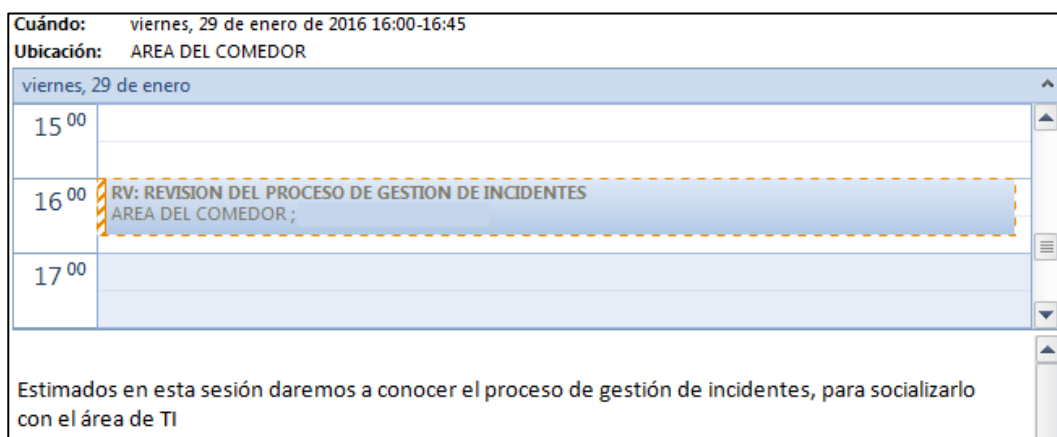 Cuándo: viernes, 29 de enero de 2016 16:00-16:45
Ubicación: AREA DEL COMEDOR
viernes, 29 de enero
15 00
16 00 RV: REVISION DEL PROCESO DE GESTION DE INCIDENTES
AREA DEL COMEDOR ;
17 00
Estimados en esta sesión daremos a conocer el proceso de gestión de incidentes, para socializarlo
con el área de TI